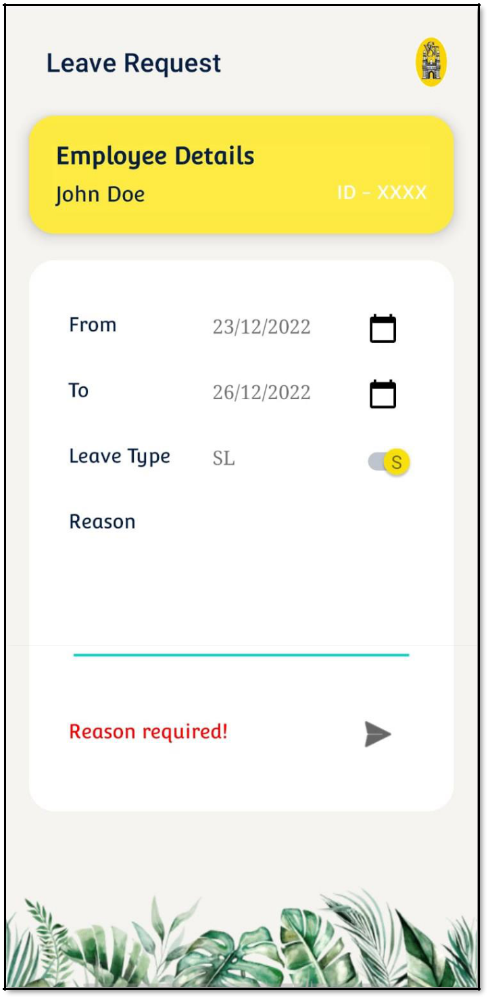 Leave Request
Employee Details
John Doe
ID - XXXX
From 23/12/2022
To 26/12/2022
Leave Type SL S
Reason
Reason required!